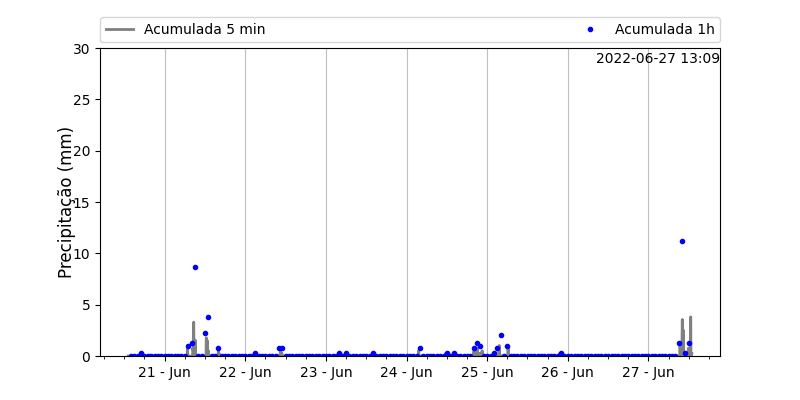 Acumulada 5 min
Acumulada 1h
2022-06-27 13:09
Precipitação (mm)
30
25
20
15
10
5
0
21 - Jun
22 - Jun
23 - Jun
24 - Jun
25 - Jun
26 - Jun
27 - Jun